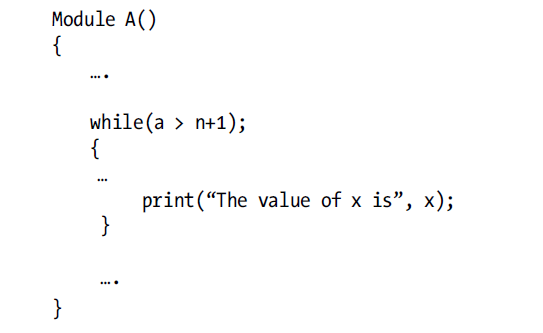 Module A()
{
….
while(a > n+1);
{
…
print(“The value of x is”, x);
}
….
}